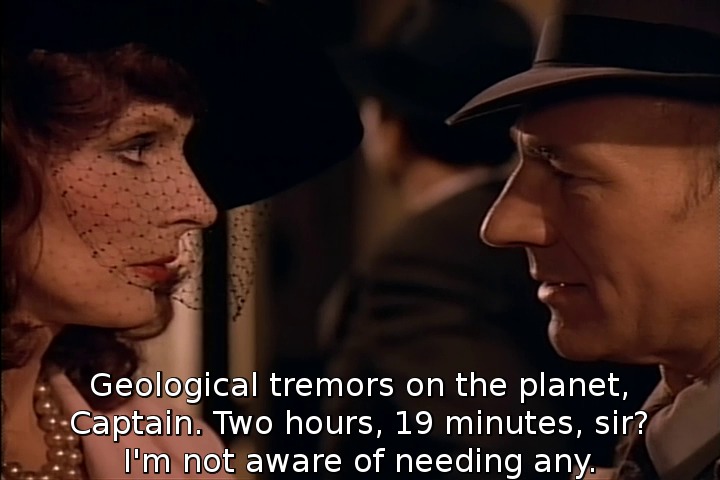 Geological tremors on the planet,
Captain. Two hours, 19 minutes, sir?
I'm not aware of needing any.